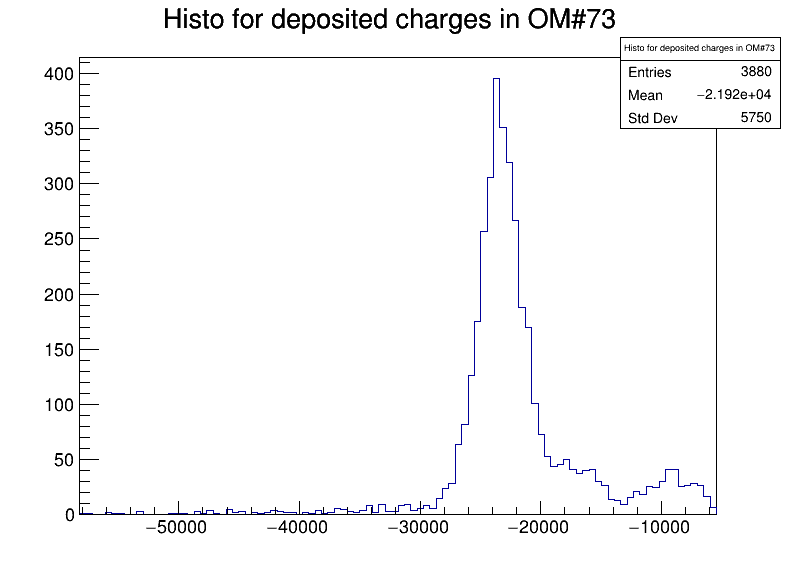 Histo for deposited charges in OM#73
Histo for deposited charges in OM#73
Entries 3880
Mean −2.192e+04
Std Dev 5750
400
350
300
250
200
150
100
50
0
−50000 −40000 −30000 −20000 −10000